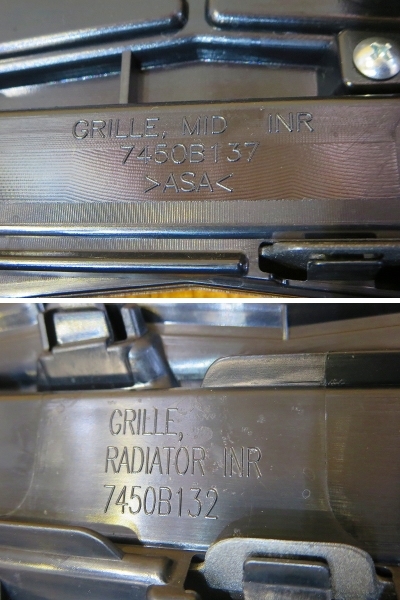 GRILLE, MID INR
7450B137
>ASA<
GRILLE,
RADIATOR INR
7450B132